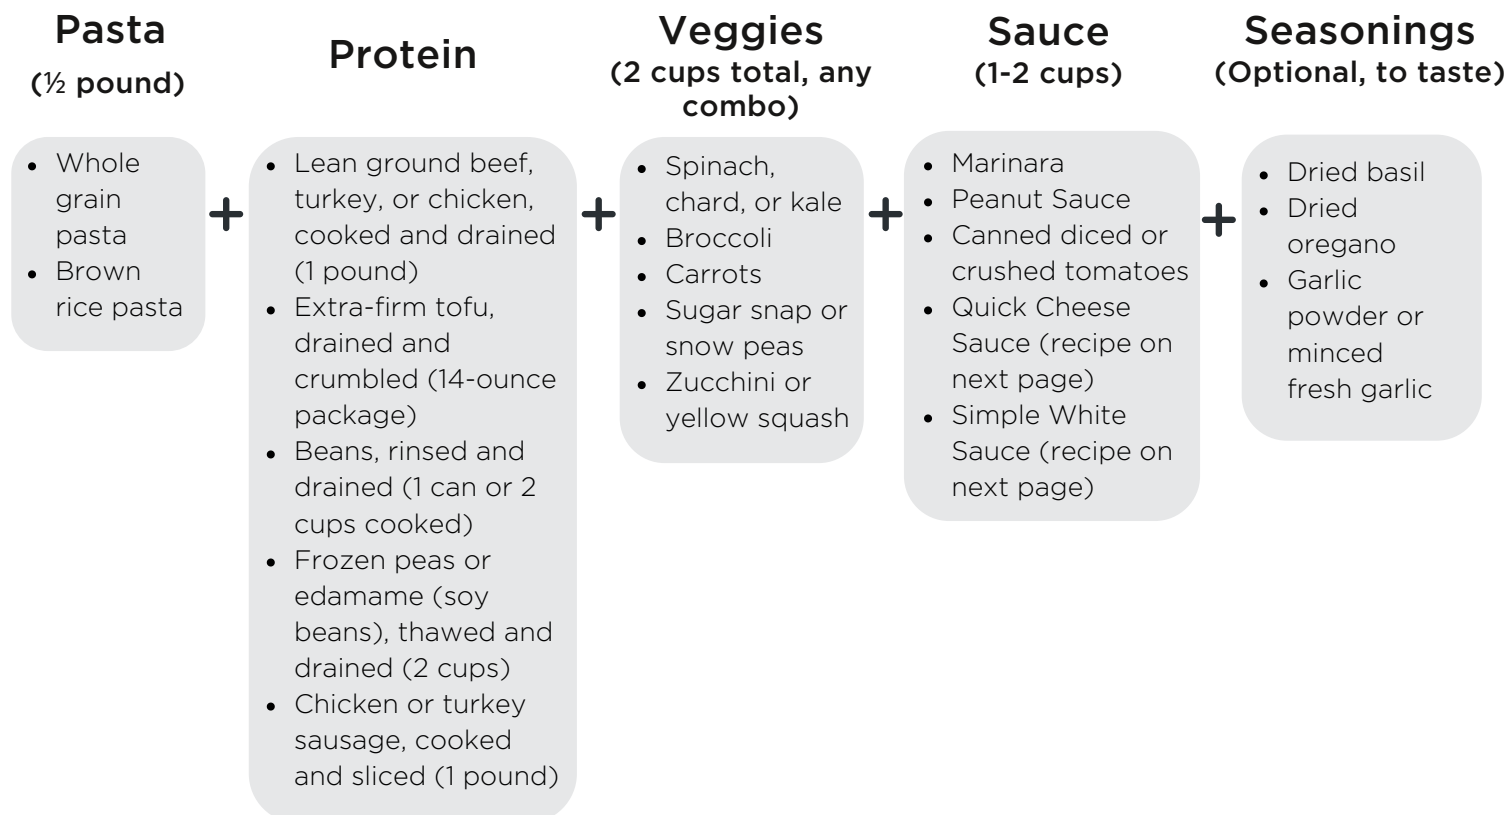 Pasta
(½ pound)
• Whole
grain
pasta
• Brown
rice pasta
+
Protein
• Lean ground beef,
turkey, or chicken,
cooked and drained
(1 pound)
• Extra-firm tofu,
drained and
crumbled (14-ounce
package)
• Beans, rinsed and
drained (1 can or 2
cups cooked)
• Frozen peas or
edamame (soy
beans), thawed and
drained (2 cups)
• Chicken or turkey
sausage, cooked
and sliced (1 pound)
+
Veggies
(2 cups total, any
combo)
• Spinach,
chard, or kale
• Broccoli
• Carrots
• Sugar snap or
snow peas
• Zucchini or
yellow squash
+
Sauce
(1-2 cups)
• Marinara
• Peanut Sauce
• Canned diced or
crushed tomatoes
• Quick Cheese
Sauce (recipe on
next page)
• Simple White
Sauce (recipe on
next page)
+
Seasonings
(Optional, to taste)
• Dried basil
• Dried
oregano
• Garlic
powder or
minced
fresh garlic